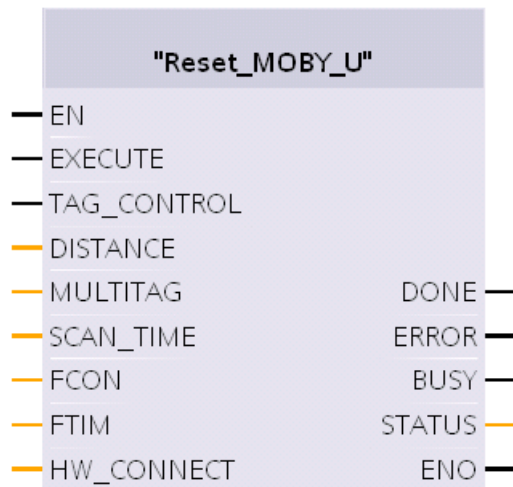 "Reset_MOBY_U"
EN
EXECUTE
TAG_CONTROL
DISTANCE
MULTITAG DONE
SCAN_TIME ERROR
FCON BUSY
FTIM STATUS
HW_CONNECT ENO